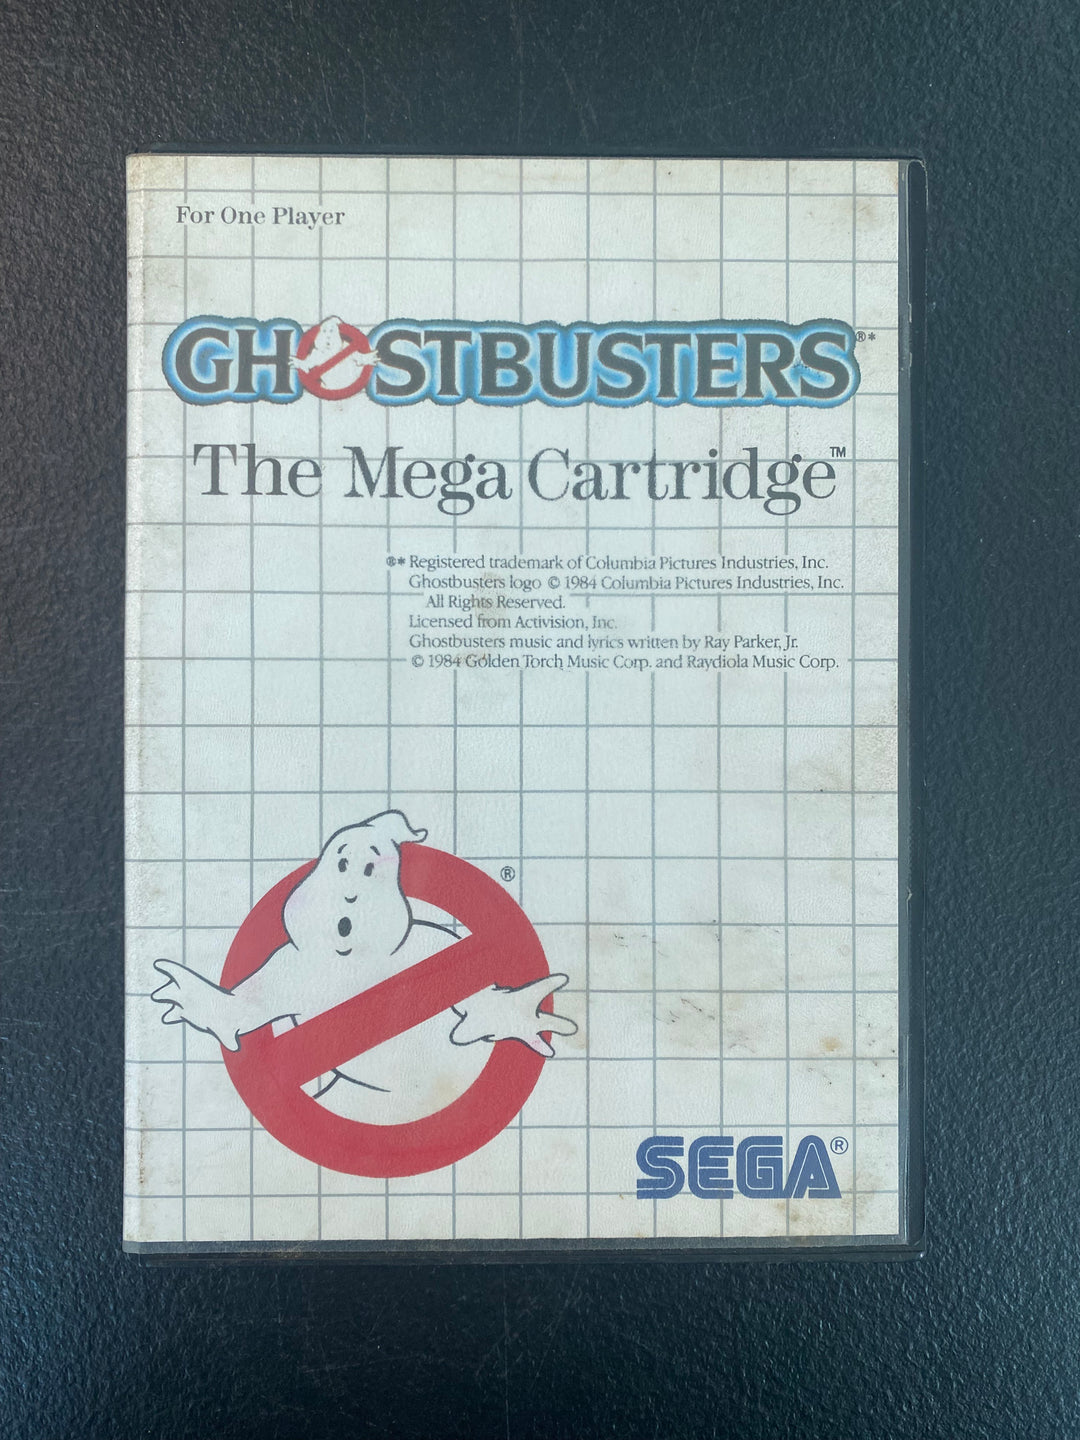 For One Player
GHOSTBUSTERS®*
The Mega Cartridge™
®* Registered trademark of Columbia Pictures Industries, Inc.
Ghostbusters logo © 1984 Columbia Pictures Industries, Inc.
All Rights Reserved.
Licensed from Activision, Inc.
Ghostbusters music and lyrics written by Ray Parker, Jr.
© 1984 Golden Torch Music Corp. and Raydiola Music Corp.
®
SEGA®